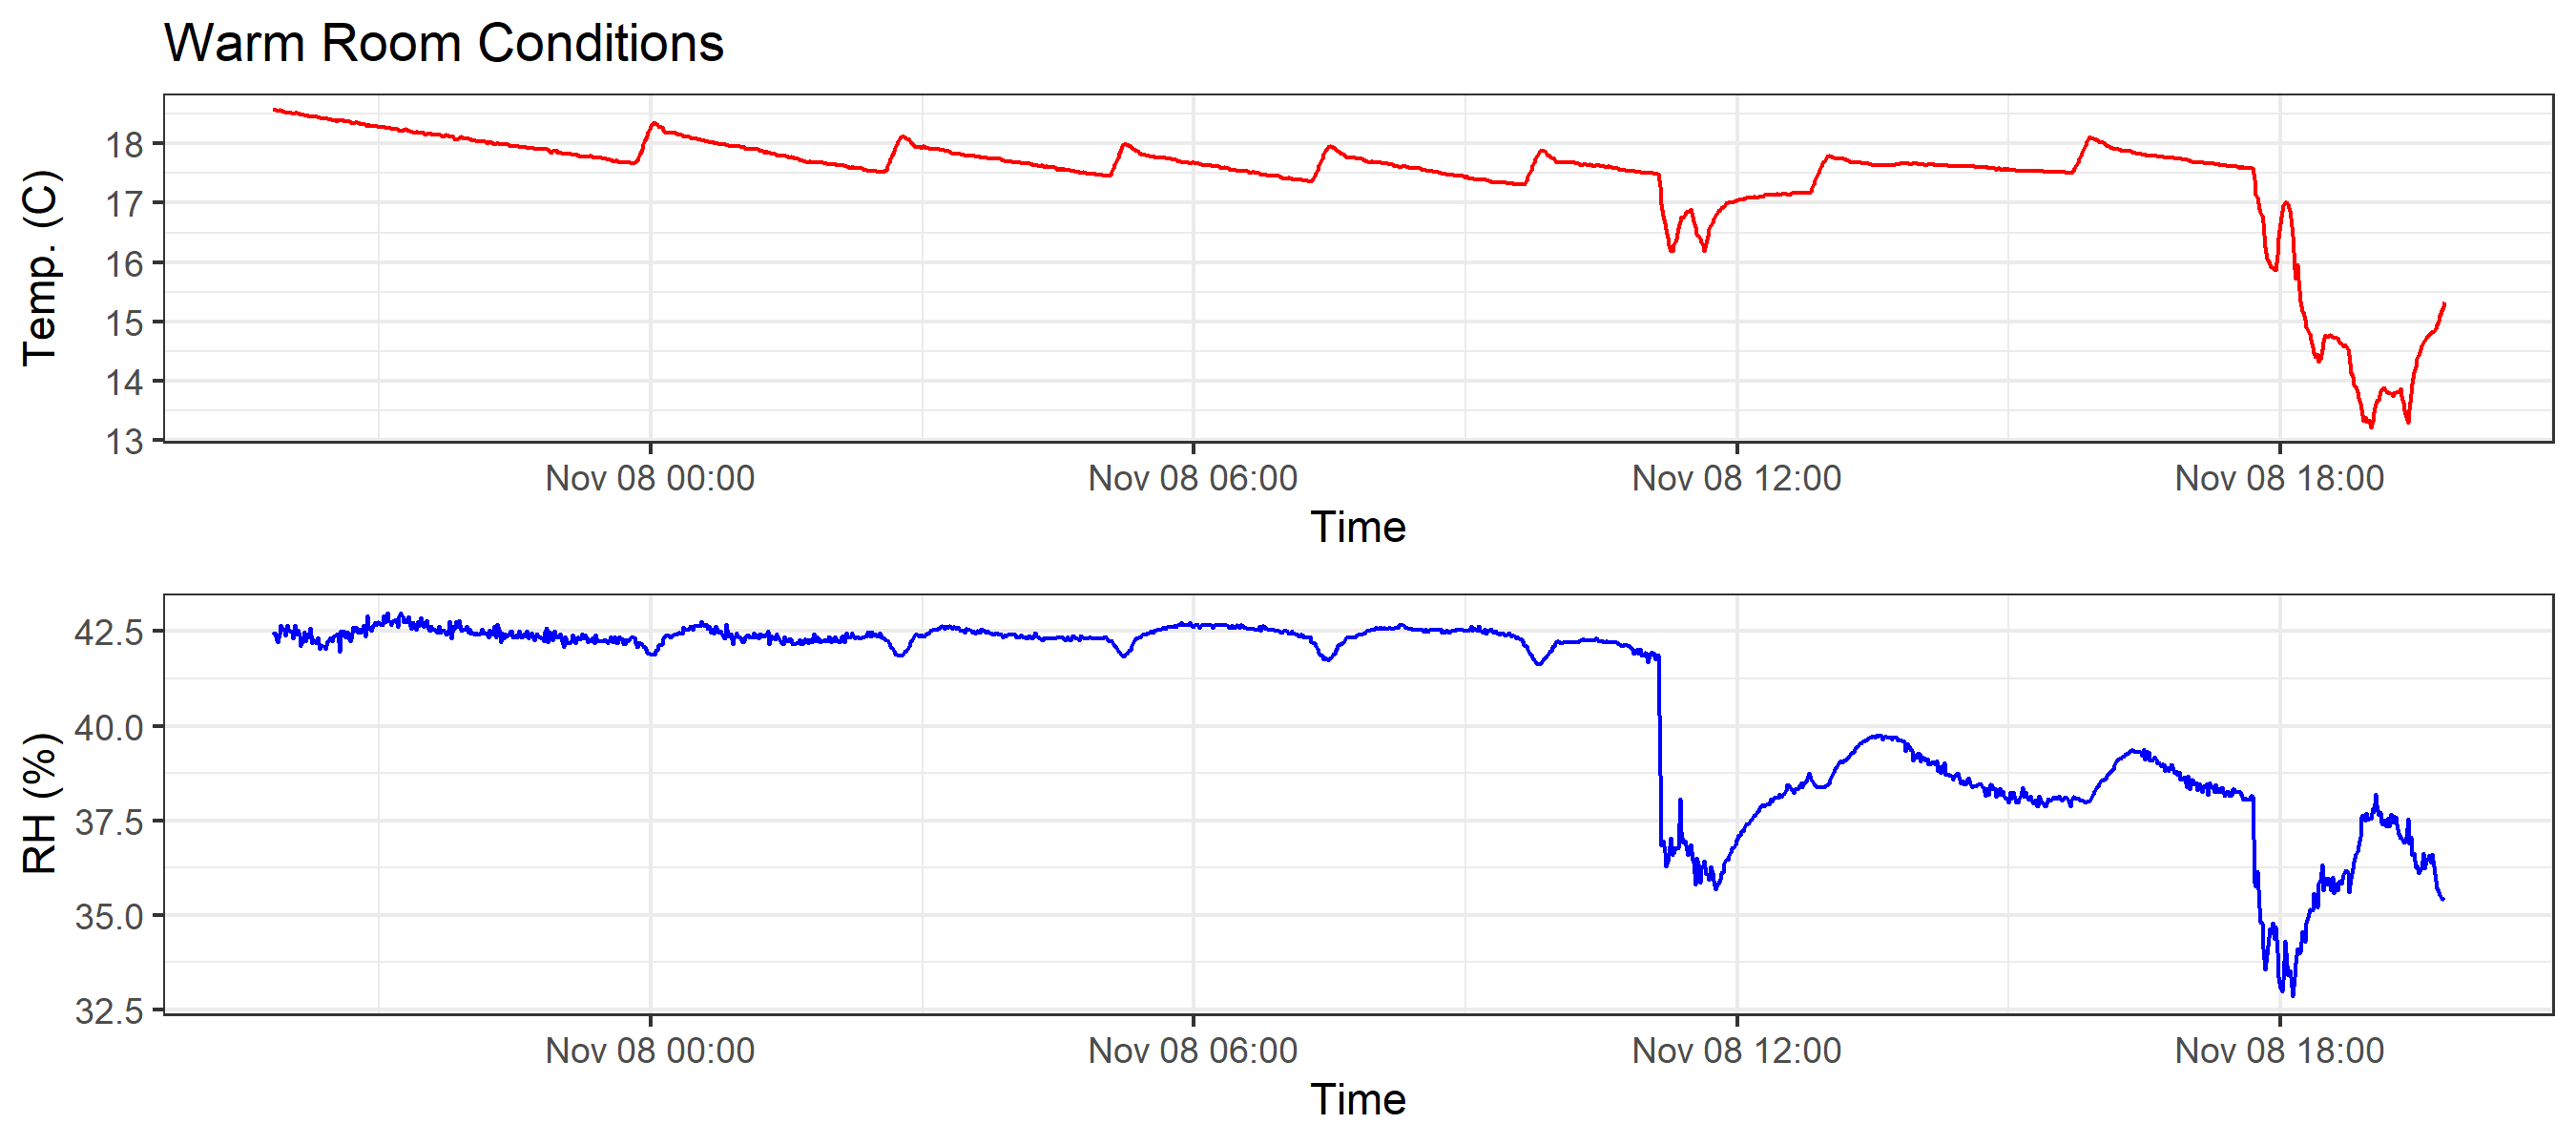 Warm Room Conditions
Temp. (C)
18
17
16
15
14
13
Nov 08 00:00 Nov 08 06:00 Nov 08 12:00 Nov 08 18:00
Time
RH (%)
42.5
40.0
37.5
35.0
32.5
Nov 08 00:00 Nov 08 06:00 Nov 08 12:00 Nov 08 18:00
Time